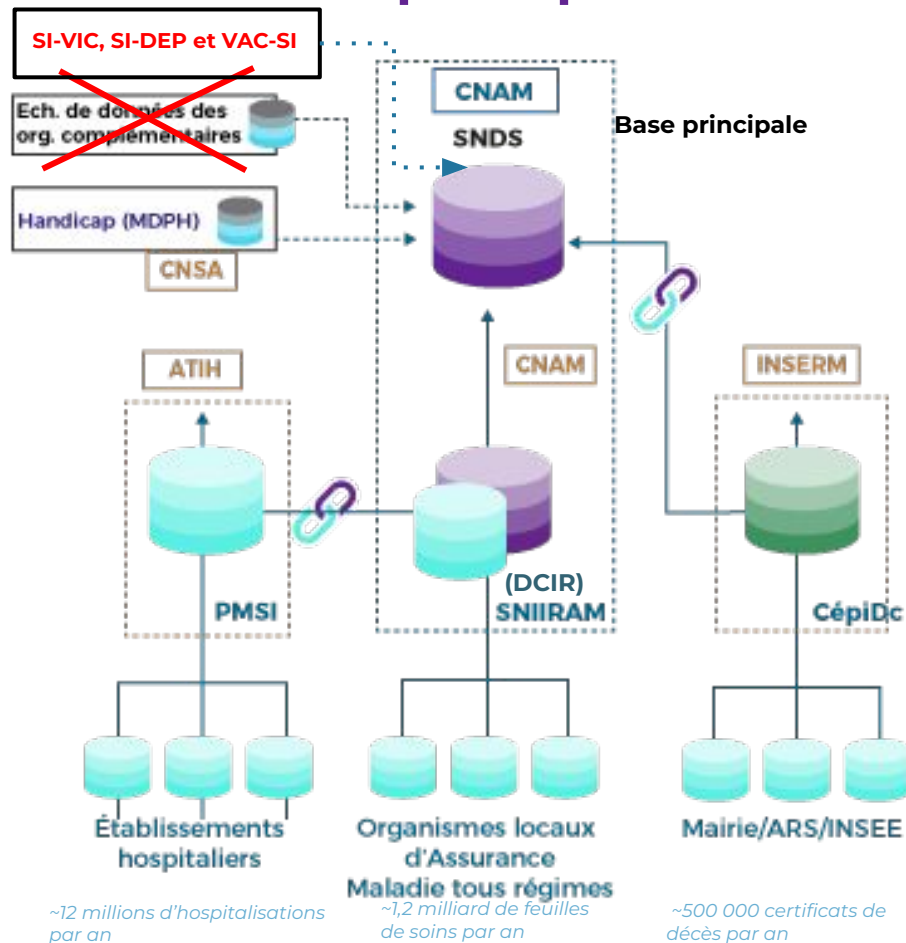 SI-VIC, SI-DEP et VAC-SI
Ech. de données des
org. complémentaires
Handicap (MDPH)
CNSA
CNAM
SNDS
Base principale
ATIH
CNAM
INSERM
PMSI
(DCIR)
SNIIRAM
CépiDc
Établissements
hospitaliers
Organismes locaux
d'Assurance
Maladie tous régimes
Mairie/ARS/INSEE
~12 millions d'hospitalisations
par an
~1,2 milliard de feuilles
de soins par an
~500 000 certificats de
décès par an